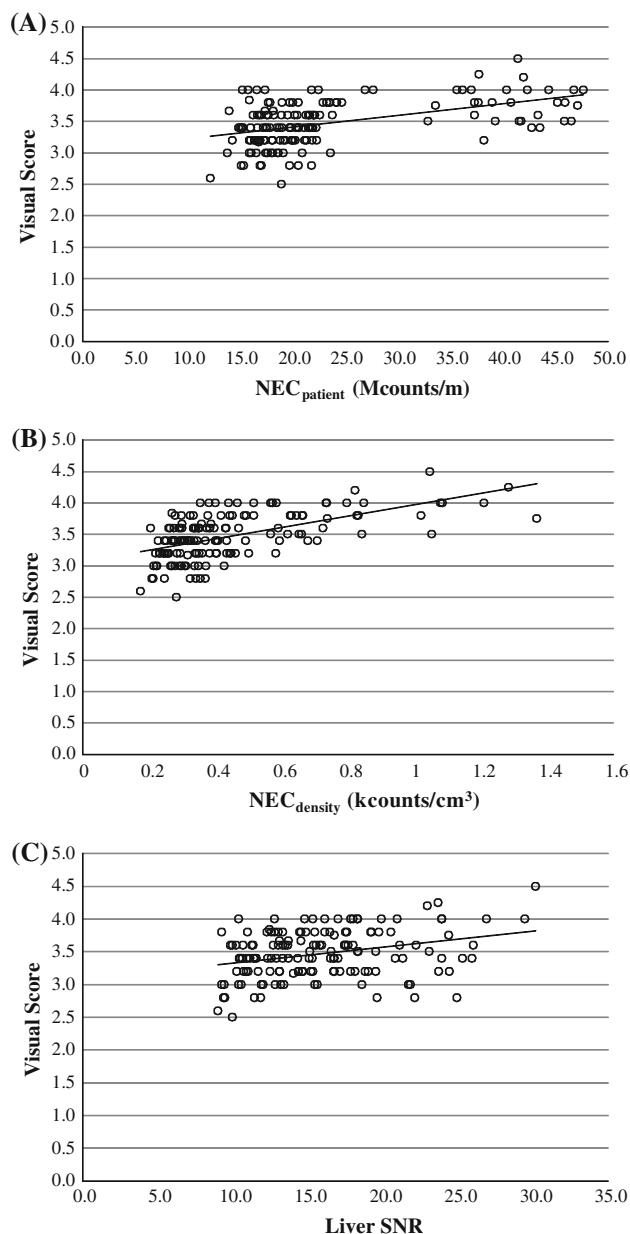 (A)
5.0
4.5
4.0
3.5
3.0
2.5
2.0
1.5
1.0
0.5
0.0
Visual Score
0.0 5.0 10.0 15.0 20.0 25.0 30.0 35.0 40.0 45.0 50.0
NECpatient (Mcounts/m)
(B)
5.0
4.5
4.0
3.5
3.0
2.5
2.0
1.5
1.0
0.5
0.0
Visual Score
0 0.2 0.4 0.6 0.8 1 1.2 1.4 1.6
NECdensity (kcounts/cm³)
(C)
5.0
4.5
4.0
3.5
3.0
2.5
2.0
1.5
1.0
0.5
0.0
Visual Score
0.0 5.0 10.0 15.0 20.0 25.0 30.0 35.0
Liver SNR